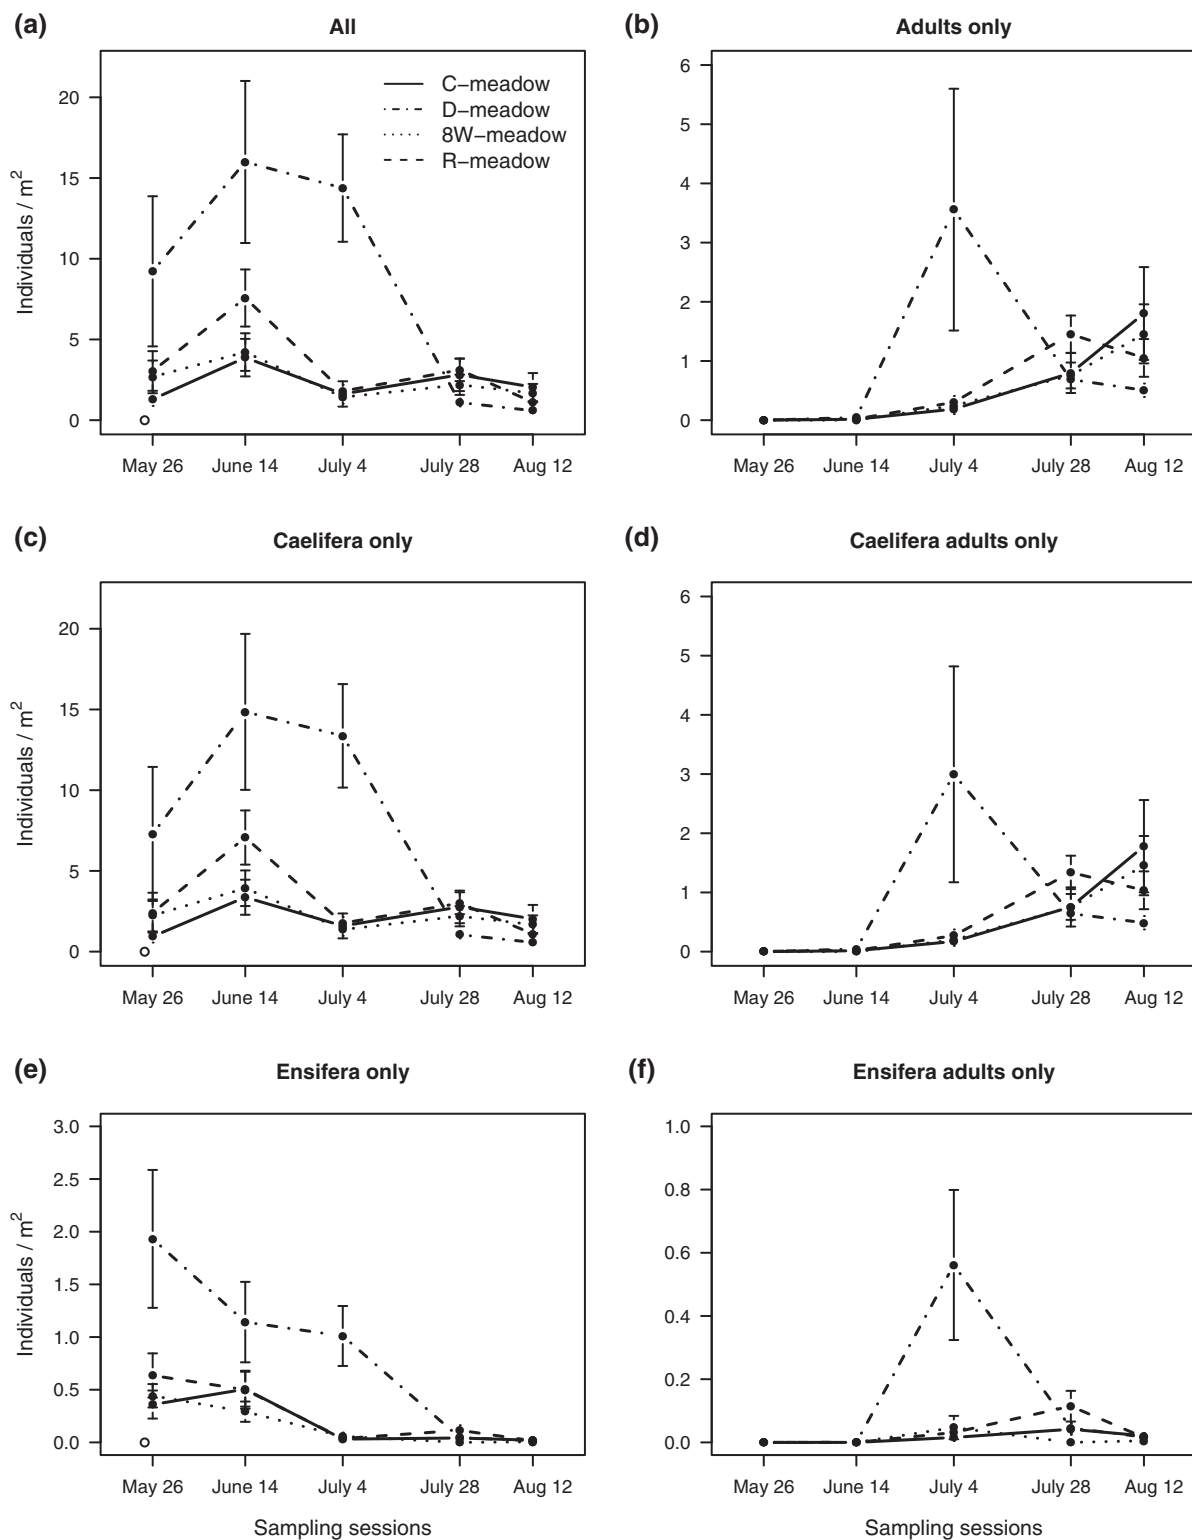 (a) All
20
15
10
5
0
Individuals / m²
C−meadow
D−meadow
8W−meadow
R−meadow
May 26 June 14 July 4 July 28 Aug 12
(b) Adults only
6
5
4
3
2
1
0
May 26 June 14 July 4 July 28 Aug 12
(c) Caelifera only
20
15
10
5
0
Individuals / m²
May 26 June 14 July 4 July 28 Aug 12
(d) Caelifera adults only
6
5
4
3
2
1
0
May 26 June 14 July 4 July 28 Aug 12
(e) Ensifera only
3.0
2.5
2.0
1.5
1.0
0.5
0.0
Individuals / m²
May 26 June 14 July 4 July 28 Aug 12
Sampling sessions
(f) Ensifera adults only
1.0
0.8
0.6
0.4
0.2
0.0
May 26 June 14 July 4 July 28 Aug 12
Sampling sessions